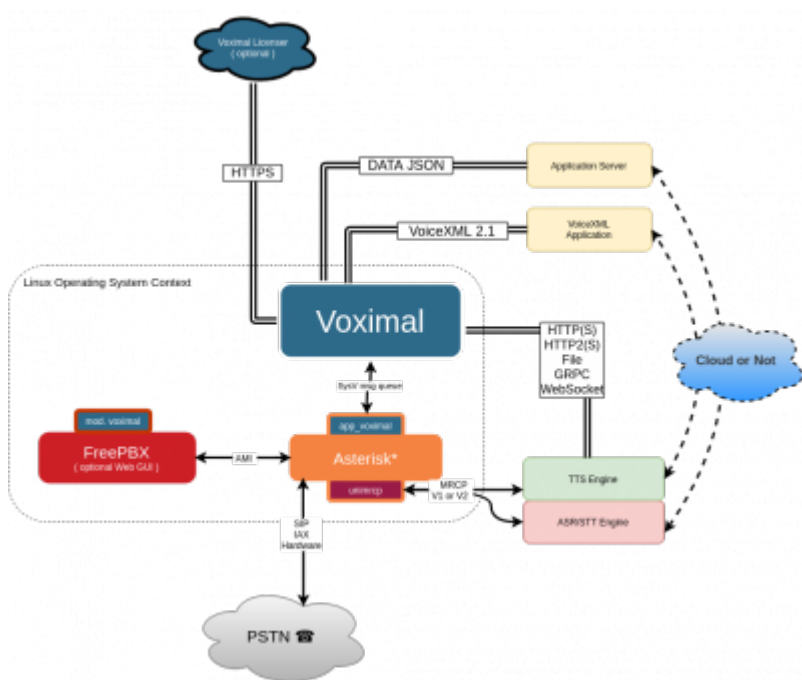 Voximal Licenser
( optional )
HTTPS
DATA JSON
Application Server
VoiceXML 2.1
VoiceXML
Application
Linux Operating System Context
Voximal
HTTP(S)
HTTP2(S)
File
GRPC
WebSocket
Cloud or Not
SysV msg queue
mod. voximal
FreePBX
( optional Web GUI )
AMI
app_voximal
Asterisk*
unimrcp
MRCP
V1 or V2
TTS Engine
ASR/STT Engine
SIP
IAX
Hardware
PSTN ☎